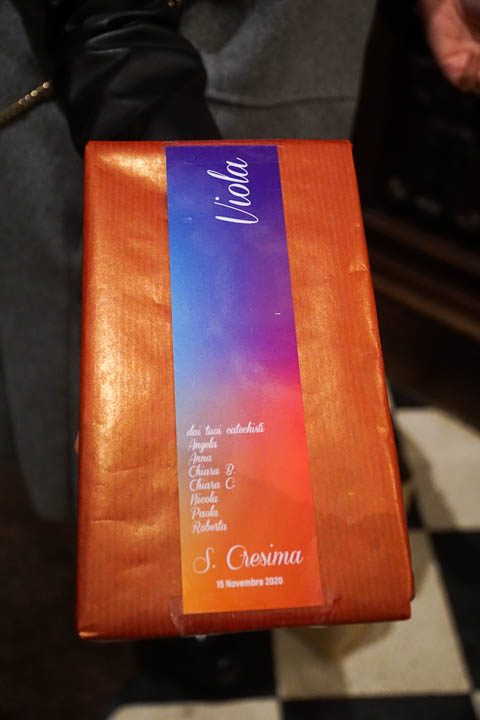 Viola
dai tuoi catechisti
Angela
Anna
Chiara B.
Chiara C.
Nicola
Paola
Roberta
S. Cresima
15 Novembre 2020